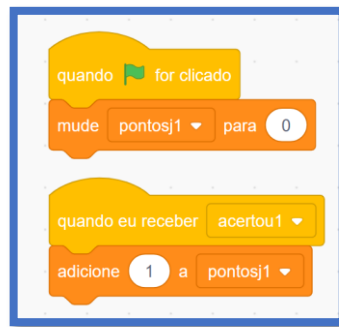 quando for clicado
mude pontosj1 para 0
quando eu receber acertou1
adicione 1 a pontosj1